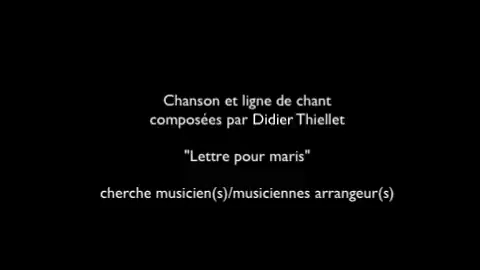 Chanson et ligne de chant
composées par Didier Thiellet
"Lettre pour maris"
cherche musicien(s)/musiciennes arrangeur(s)